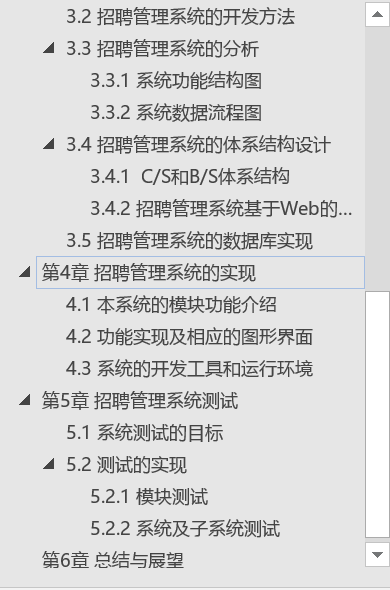 3.2 招聘管理系统的开发方法
3.3 招聘管理系统的分析
3.3.1 系统功能结构图
3.3.2 系统数据流程图
3.4 招聘管理系统的体系结构设计
3.4.1 C/S和B/S体系结构
3.4.2 招聘管理系统基于Web的...
3.5 招聘管理系统的数据库实现
第4章 招聘管理系统的实现
4.1 本系统的模块功能介绍
4.2 功能实现及相应的图形界面
4.3 系统的开发工具和运行环境
第5章 招聘管理系统测试
5.1 系统测试的目标
5.2 测试的实现
5.2.1 模块测试
5.2.2 系统及子系统测试
第6章 总结与展望